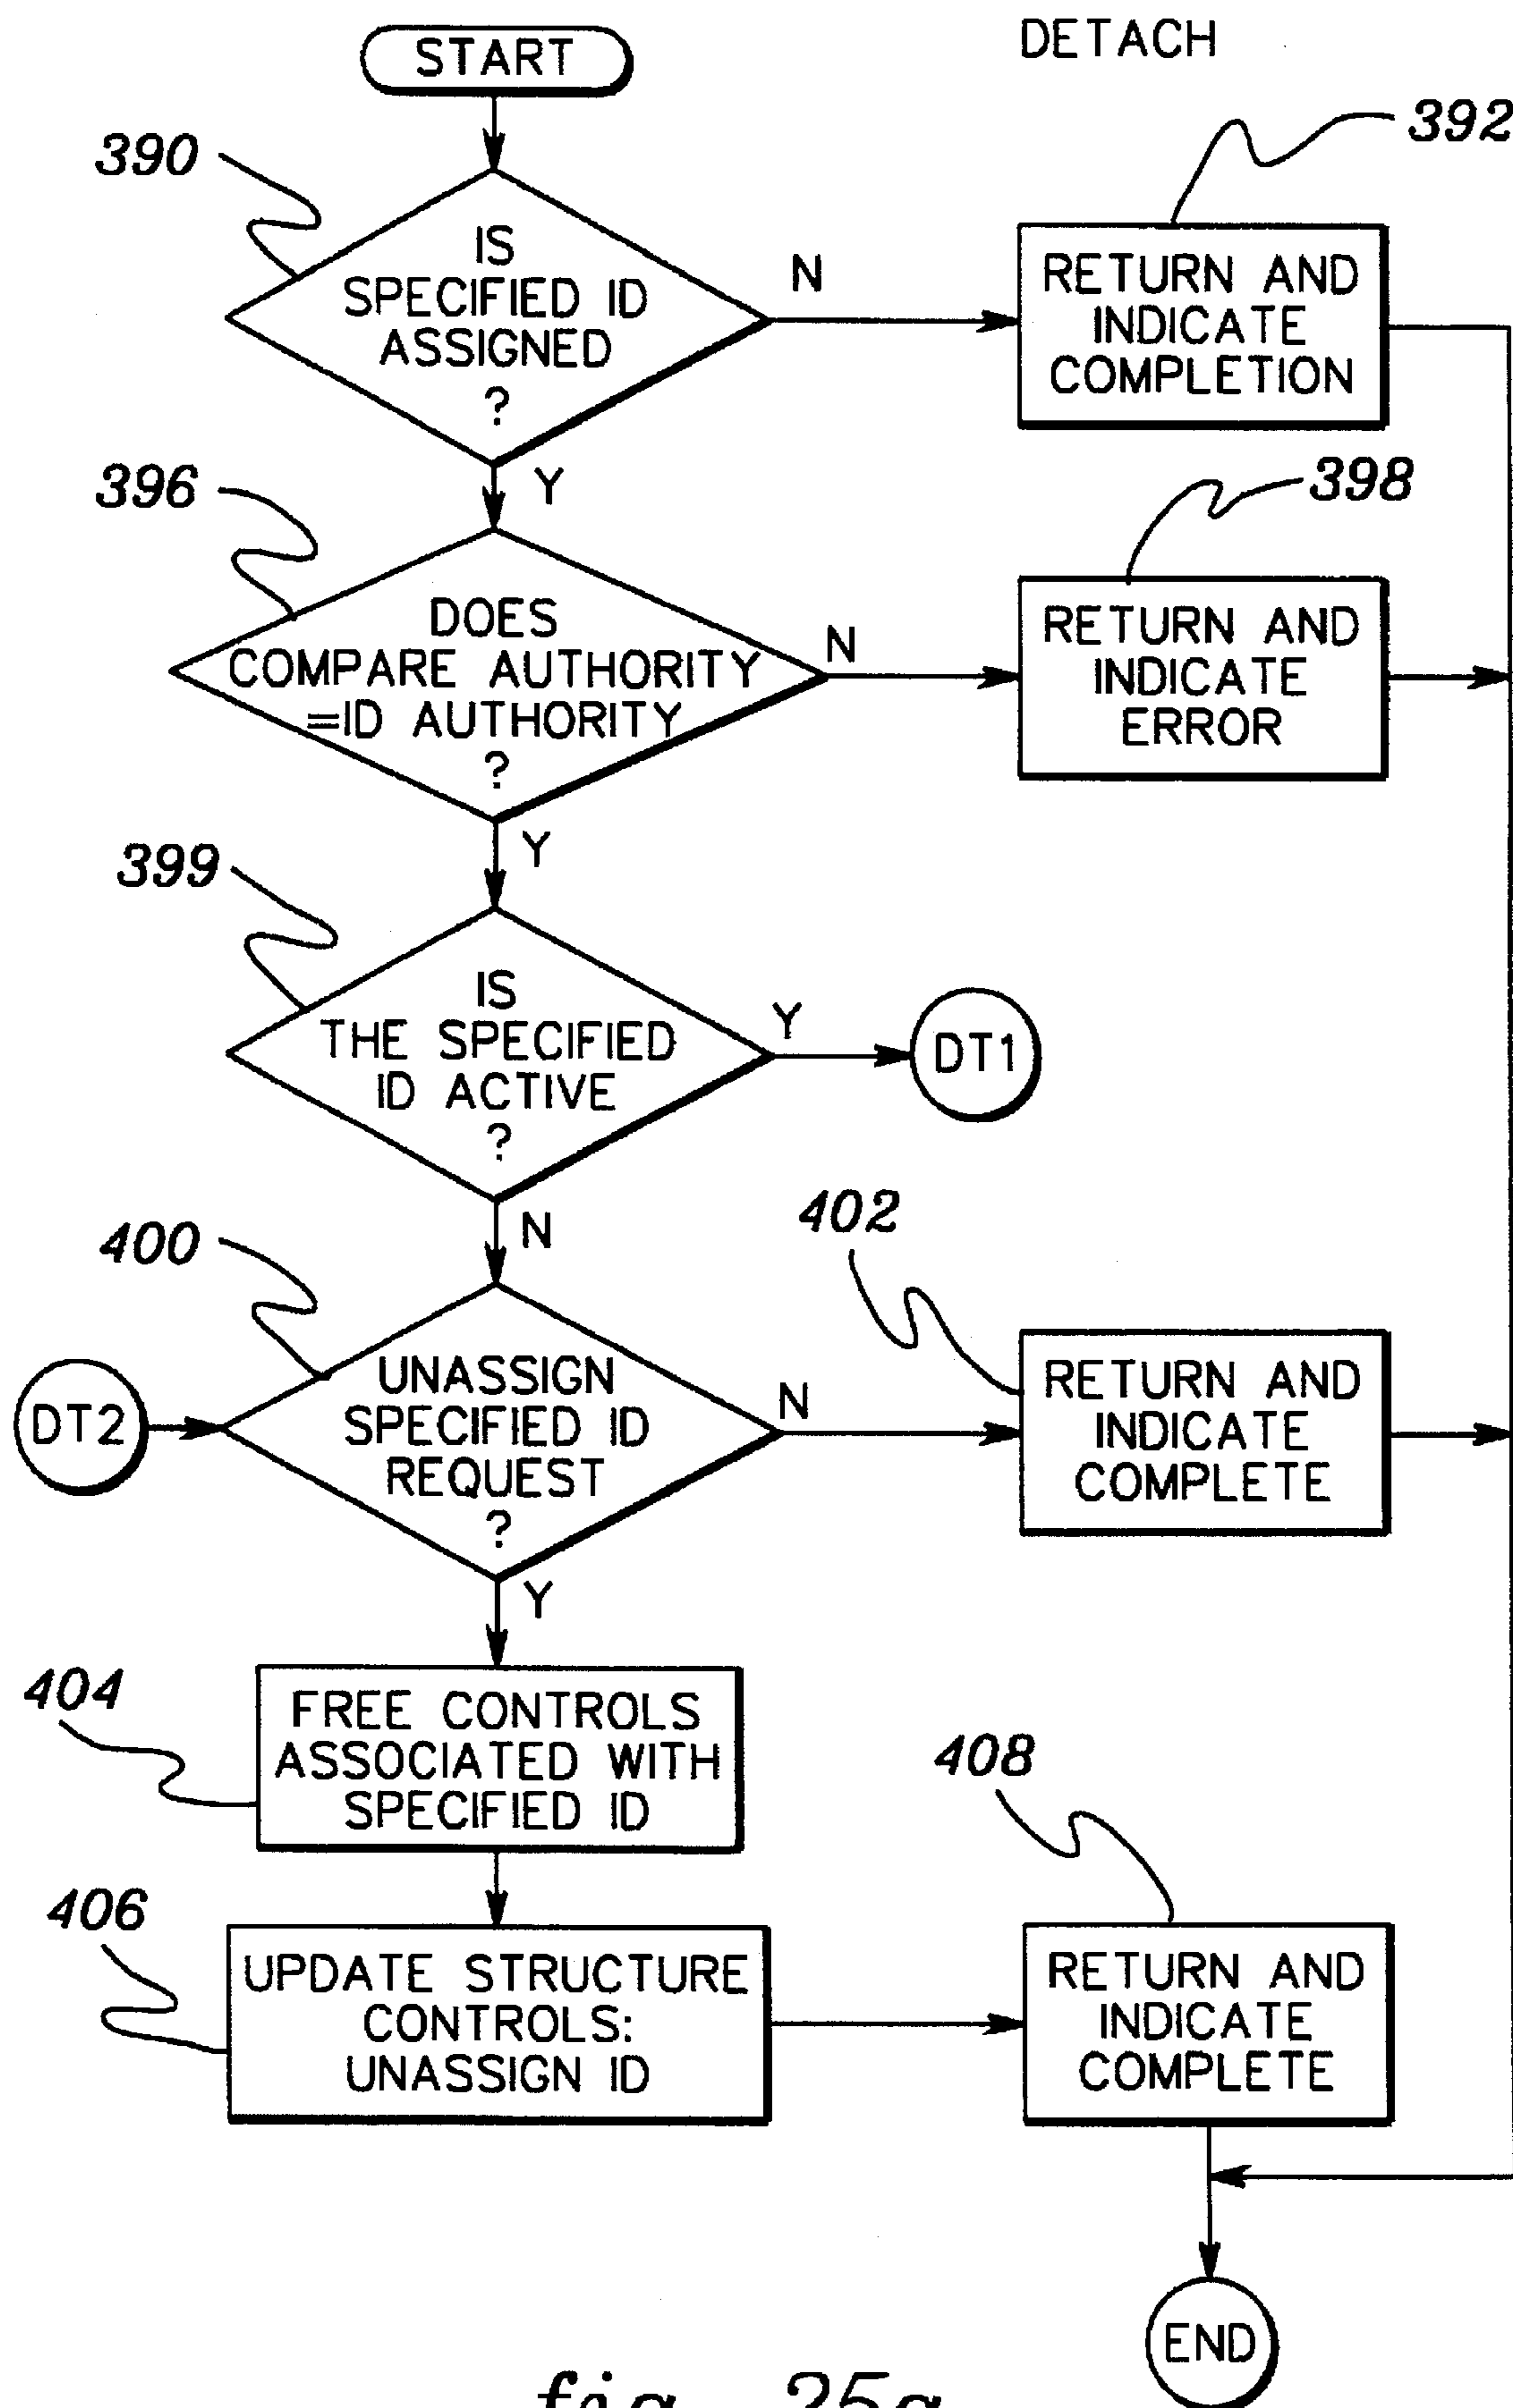 DETACH
START
390
IS
SPECIFIED ID
ASSIGNED
?
N
392
RETURN AND
INDICATE
COMPLETION
Y
396
DOES
COMPARE AUTHORITY
=ID AUTHORITY
?
N
398
RETURN AND
INDICATE
ERROR
Y
399
IS
THE SPECIFIED
ID ACTIVE
?
Y
DT1
N
400
DT2
UNASSIGN
SPECIFIED ID
REQUEST
?
N
402
RETURN AND
INDICATE
COMPLETE
Y
404
FREE CONTROLS
ASSOCIATED WITH
SPECIFIED ID
406
UPDATE STRUCTURE
CONTROLS:
UNASSIGN ID
408
RETURN AND
INDICATE
COMPLETE
END
fig. 25a